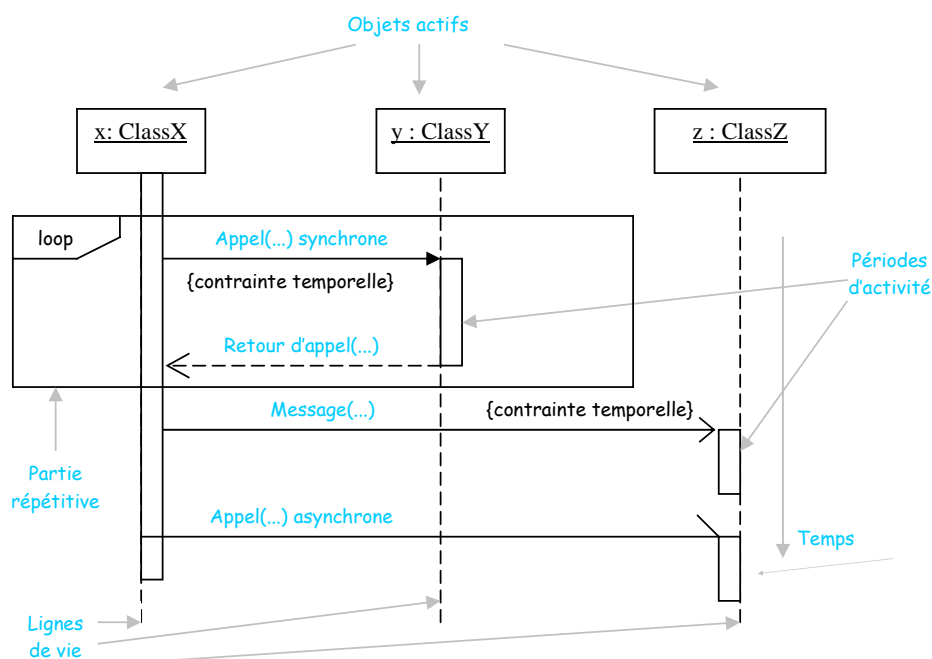 Objets actifs
x: ClassX
y : ClassY
z : ClassZ
loop
Appel(...) synchrone
{contrainte temporelle}
Périodes
d'activité
Retour d'appel(...)
Message(...)
{contrainte temporelle}
Partie
répétitive
Appel(...) asynchrone
Temps
Lignes
de vie